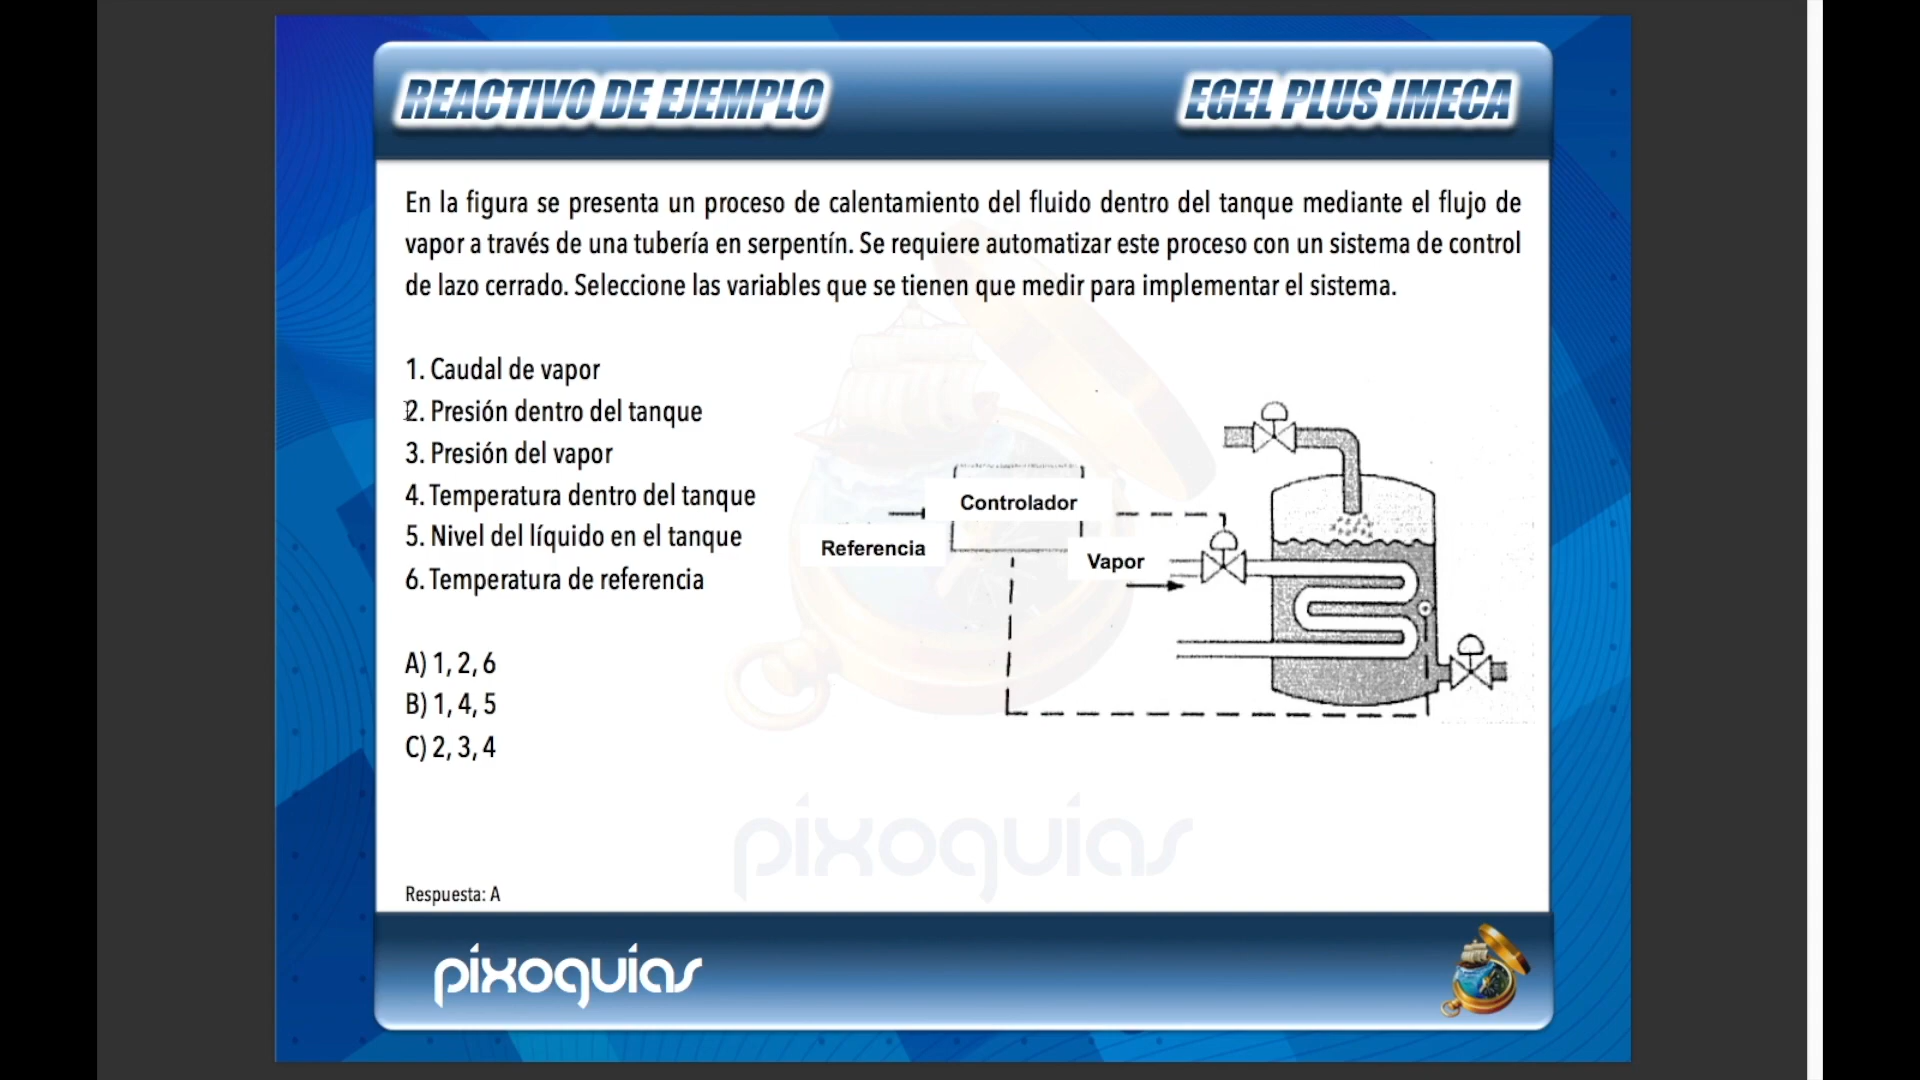 REACTIVO DE EJEMPLO
EGEL PLUS IMECA
En la figura se presenta un proceso de calentamiento del fluido dentro del tanque mediante el flujo de
vapor a través de una tubería en serpentín. Se requiere automatizar este proceso con un sistema de control
de lazo cerrado. Seleccione las variables que se tienen que medir para implementar el sistema.
1. Caudal de vapor
2. Presión dentro del tanque
3. Presión del vapor
4. Temperatura dentro del tanque
5. Nivel del líquido en el tanque
6. Temperatura de referencia
A) 1, 2, 6
B) 1, 4, 5
C) 2, 3, 4
Controlador
Referencia
Vapor
pixoguías
Respuesta: A
pixoguías